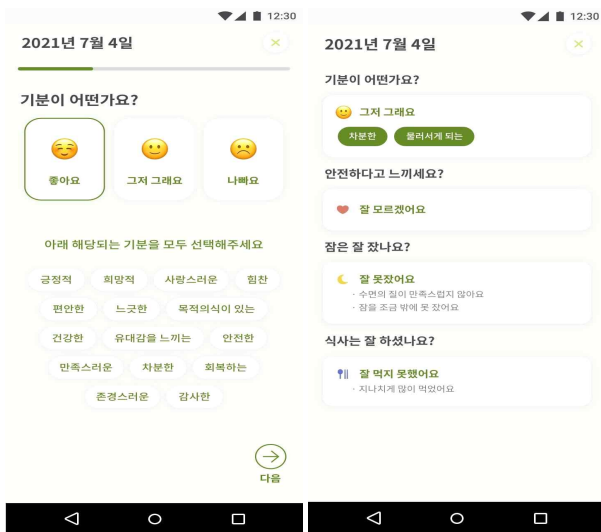 12:30
2021년 7월 4일
기분이 어떤가요?
좋아요
그저 그래요
나빠요
아래 해당되는 기분을 모두 선택해주세요
긍정적 희망적 사랑스러운 힘찬
편안한 느긋한 목적의식이 있는
건강한 유대감을 느끼는 안전한
만족스러운 차분한 회복하는
존경스러운 감사한
다음
12:30
2021년 7월 4일
기분이 어떤가요?
그저 그래요
차분한 물러서게 되는
안전하다고 느끼세요?
잘 모르겠어요
잠은 잘 잤나요?
잘 못잤어요
· 수면의 질이 만족스럽지 않아요
· 잠을 조금 밖에 못 잤어요
식사는 잘 하셨나요?
잘 먹지 못했어요
· 지나치게 많이 먹었어요